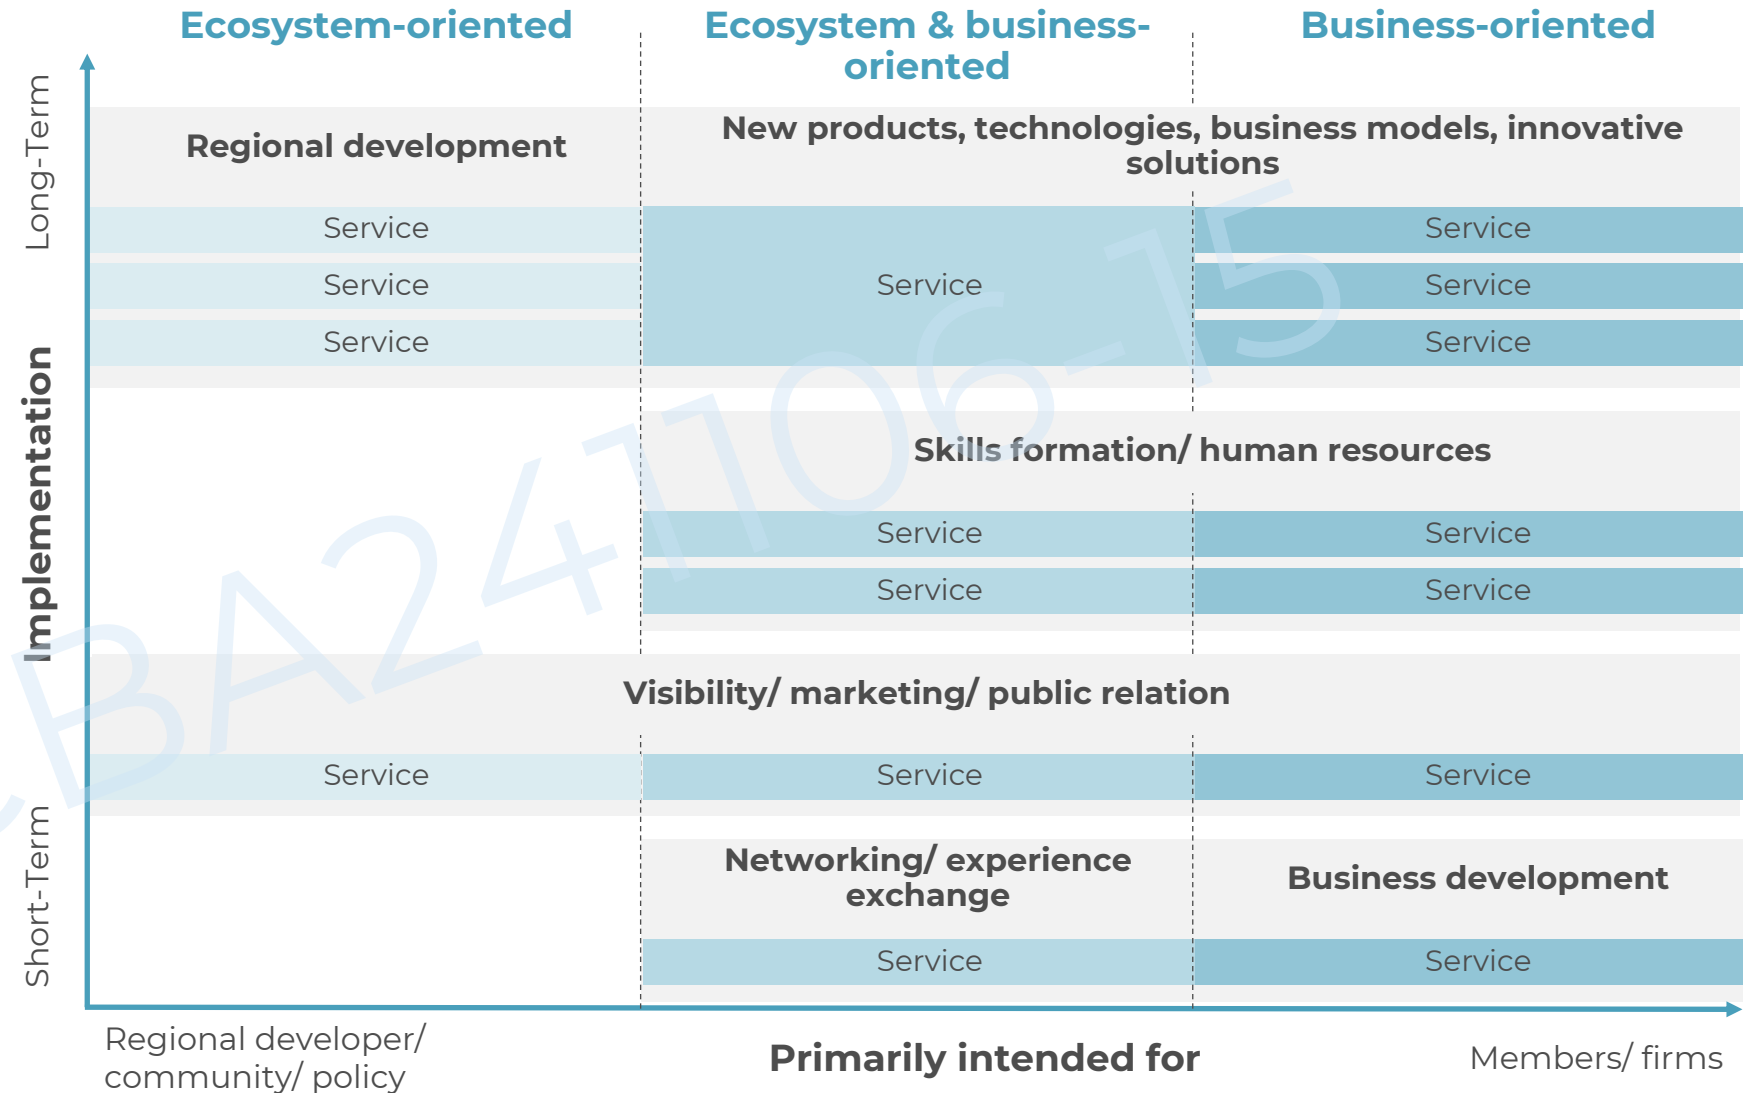 Ecosystem-oriented
Ecosystem & business-
oriented
Business-oriented
Long-Term
Implementation
Short-Term
Regional development
New products, technologies, business models, innovative
solutions
Service
Service
Service
Service
Service
Service
Service
Skills formation/ human resources
Service
Service
Service
Service
Visibility/ marketing/ public relation
Service
Service
Service
Networking/ experience
exchange
Business development
Service
Service
Regional developer/
community/ policy
Primarily intended for
Members/ firms
CBA241106-15